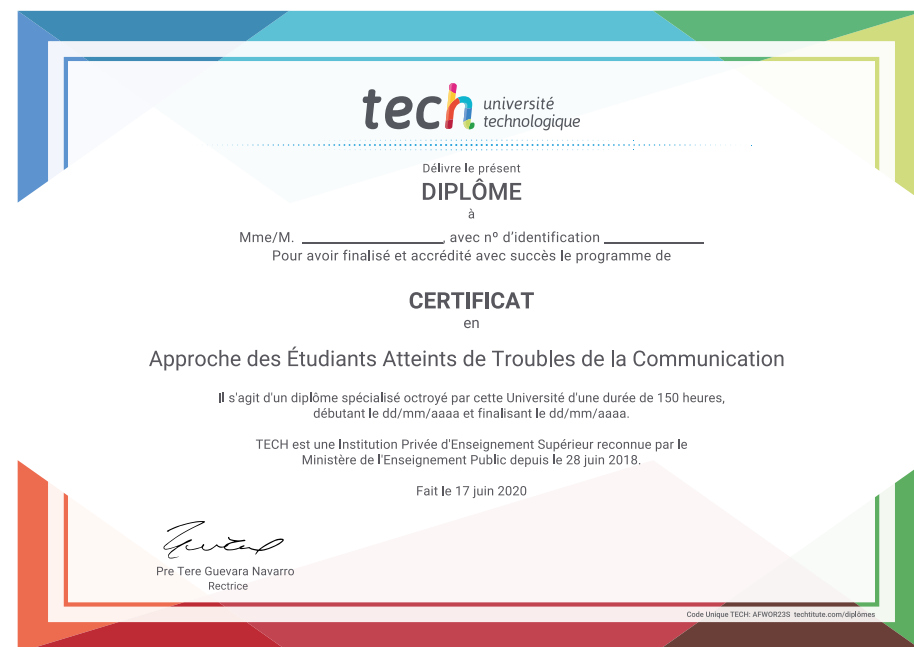 tech université
technologique
Délivre le présent
DIPLÔME
à
Mme/M. ____________________, avec nº d'identification ______________
Pour avoir finalisé et accrédité avec succès le programme de
CERTIFICAT
en
Approche des Étudiants Atteints de Troubles de la Communication
Il s'agit d'un diplôme spécialisé octroyé par cette Université d'une durée de 150 heures,
débutant le dd/mm/aaaa et finalisant le dd/mm/aaaa.
TECH est une Institution Privée d'Enseignement Supérieur reconnue par le
Ministère de l'Enseignement Public depuis le 28 juin 2018.
Fait le 17 juin 2020
Pre Tere Guevara Navarro
Rectrice
Code Unique TECH: AFWOR23S techtitute.com/diplômes